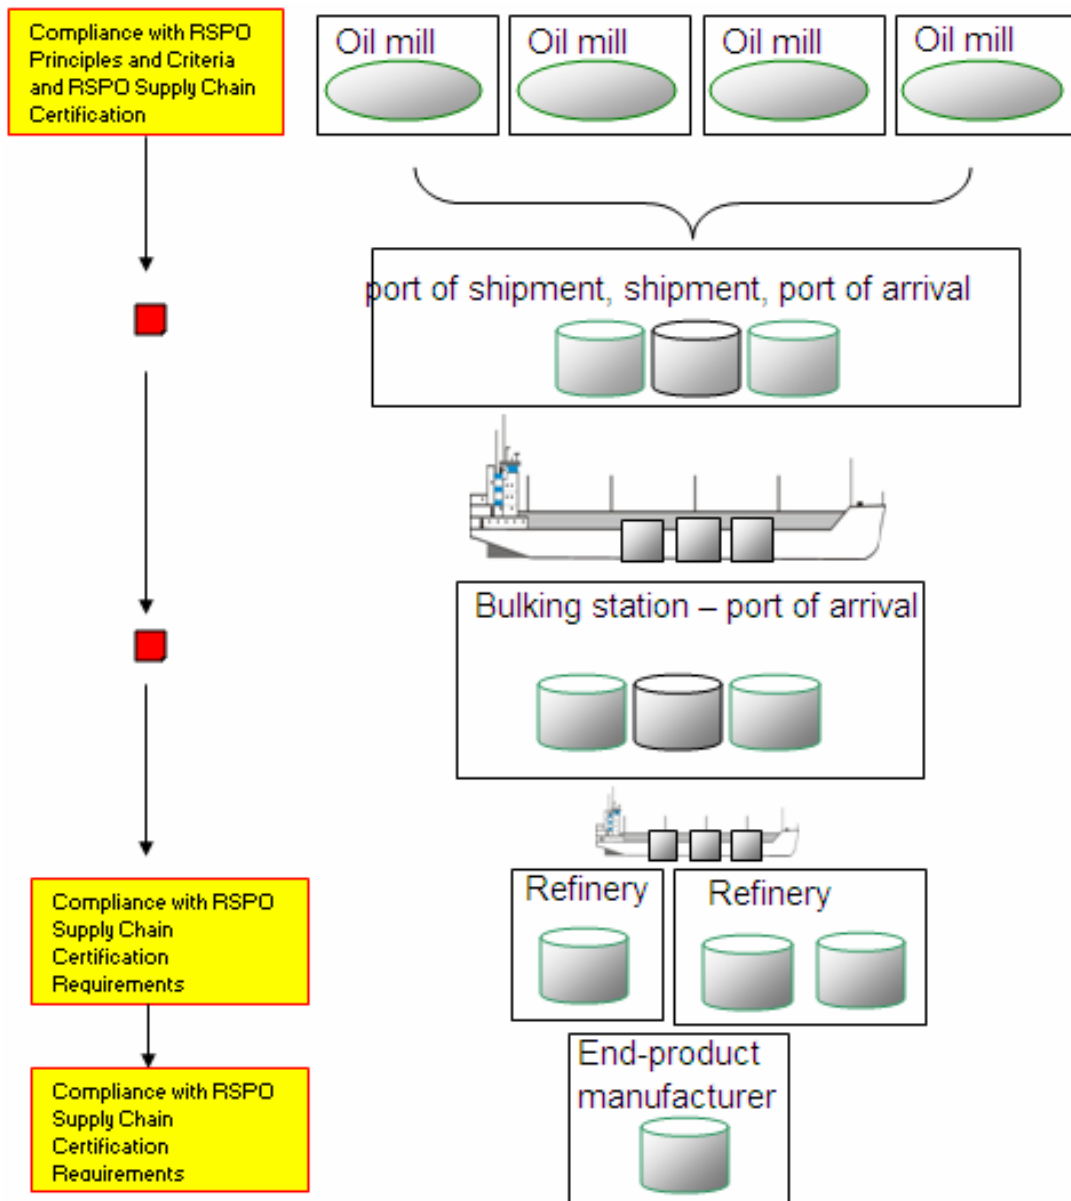 Compliance with RSPO
Principles and Criteria
and RSPO Supply Chain
Certification
Oil mill
Oil mill
Oil mill
Oil mill
port of shipment, shipment, port of arrival
Bulking station – port of arrival
Compliance with RSPO
Supply Chain
Certification
Requirements
Refinery
Refinery
End-product
manufacturer
Compliance with RSPO
Supply Chain
Certification
Requirements